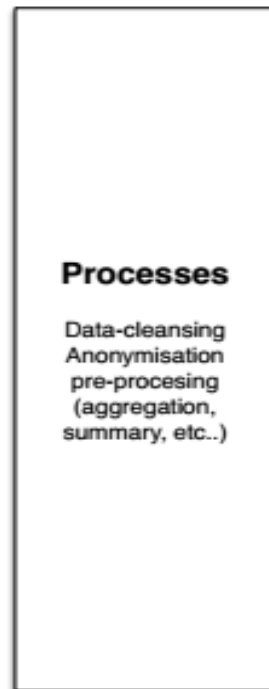 Processes
Data-cleansing
Anonymisation
pre-procesing
(aggregation,
summary, etc..)